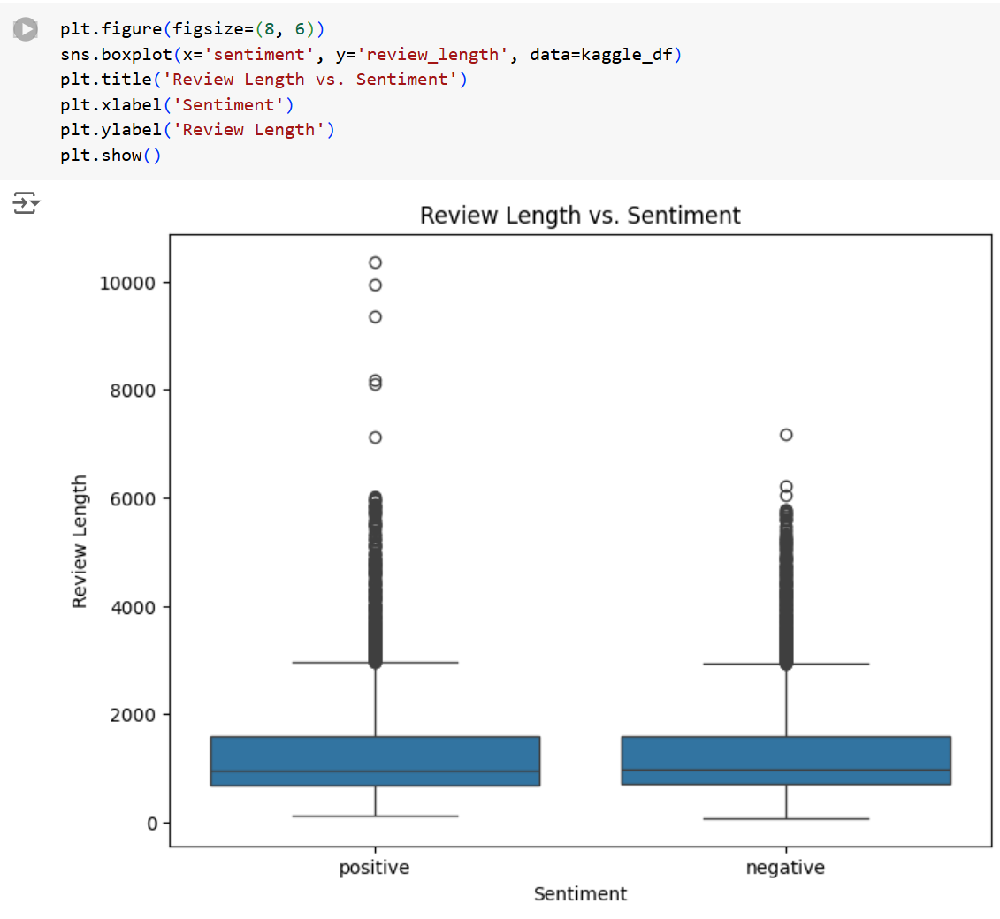 plt.figure(figsize=(8, 6))
sns.boxplot(x='sentiment', y='review_length', data=kaggle_df)
plt.title('Review Length vs. Sentiment')
plt.xlabel('Sentiment')
plt.ylabel('Review Length')
plt.show()
Review Length vs. Sentiment
10000
8000
6000
4000
2000
0
Review Length
positive
negative
Sentiment